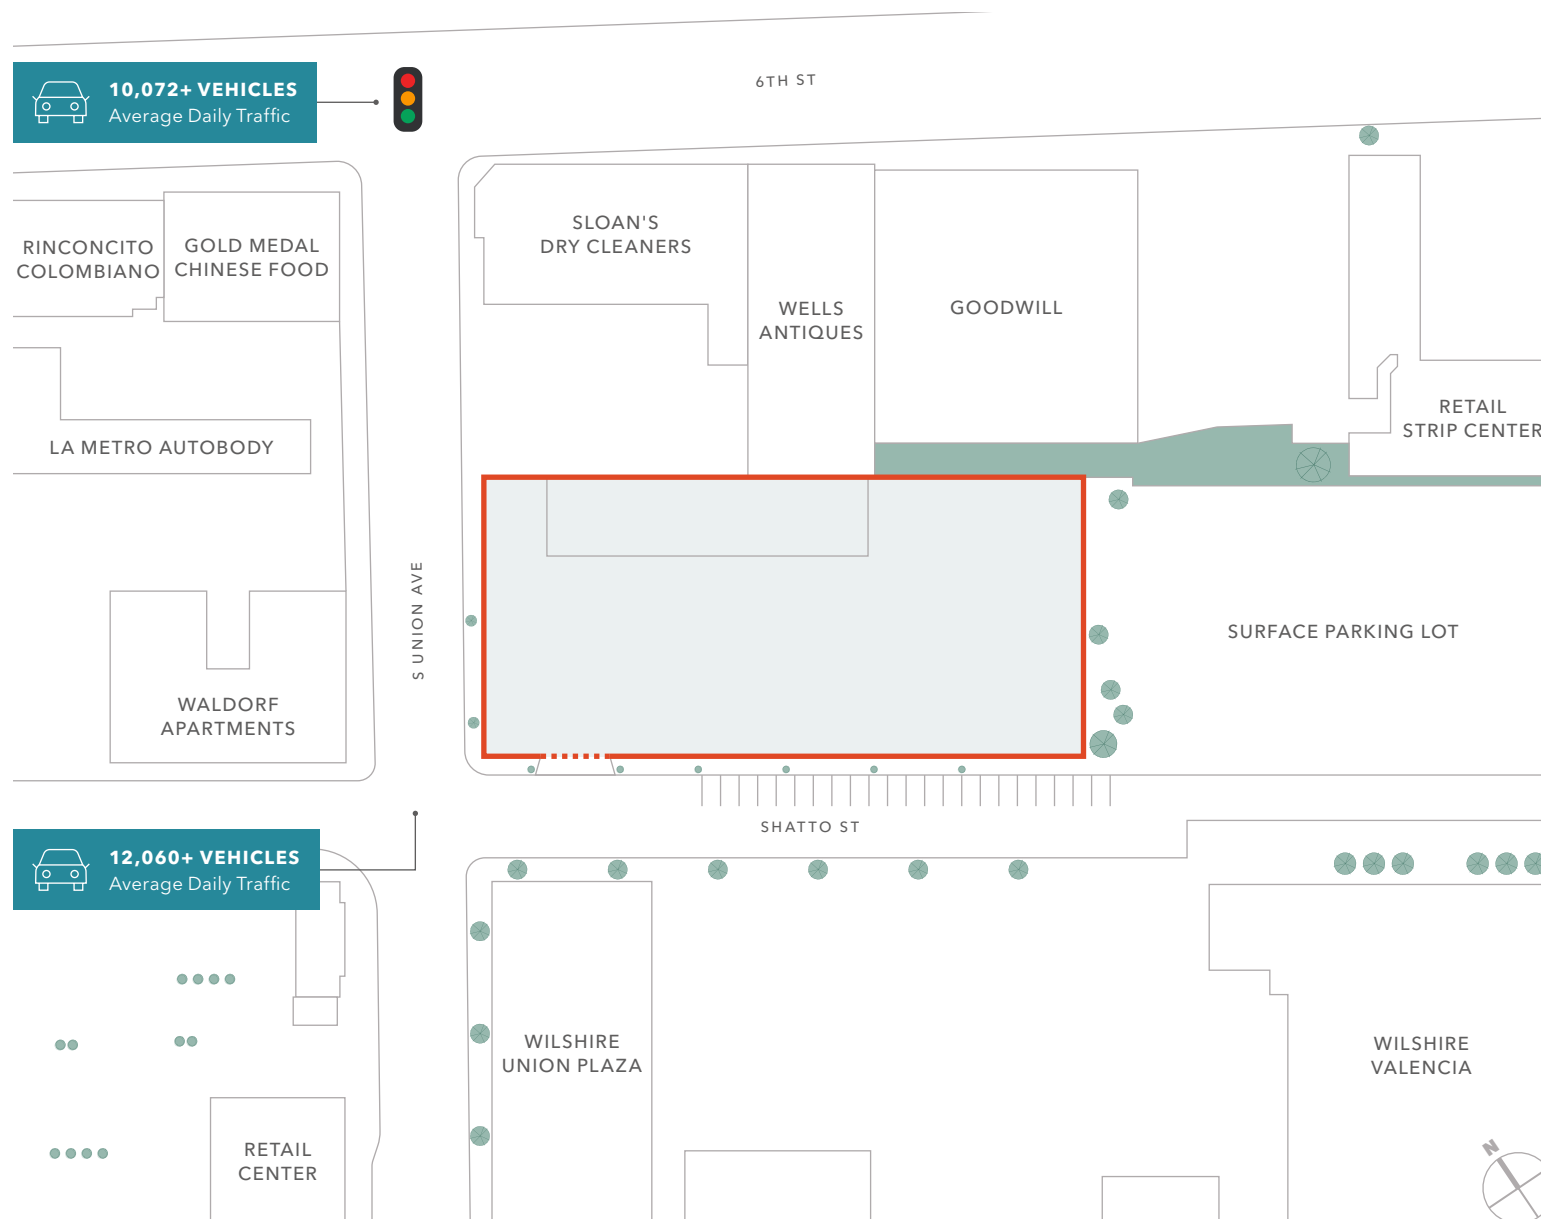 10,072+ VEHICLES
Average Daily Traffic
6TH ST
RINCONCITO
COLOMBIANO
GOLD MEDAL
CHINESE FOOD
SLOAN'S
DRY CLEANERS
WELLS
ANTIQUES
GOODWILL
RETAIL
STRIP CENTER
LA METRO AUTOBODY
S UNION AVE
SURFACE PARKING LOT
WALDORF
APARTMENTS
SHATTO ST
12,060+ VEHICLES
Average Daily Traffic
WILSHIRE
UNION PLAZA
WILSHIRE
VALENCIA
RETAIL
CENTER
N